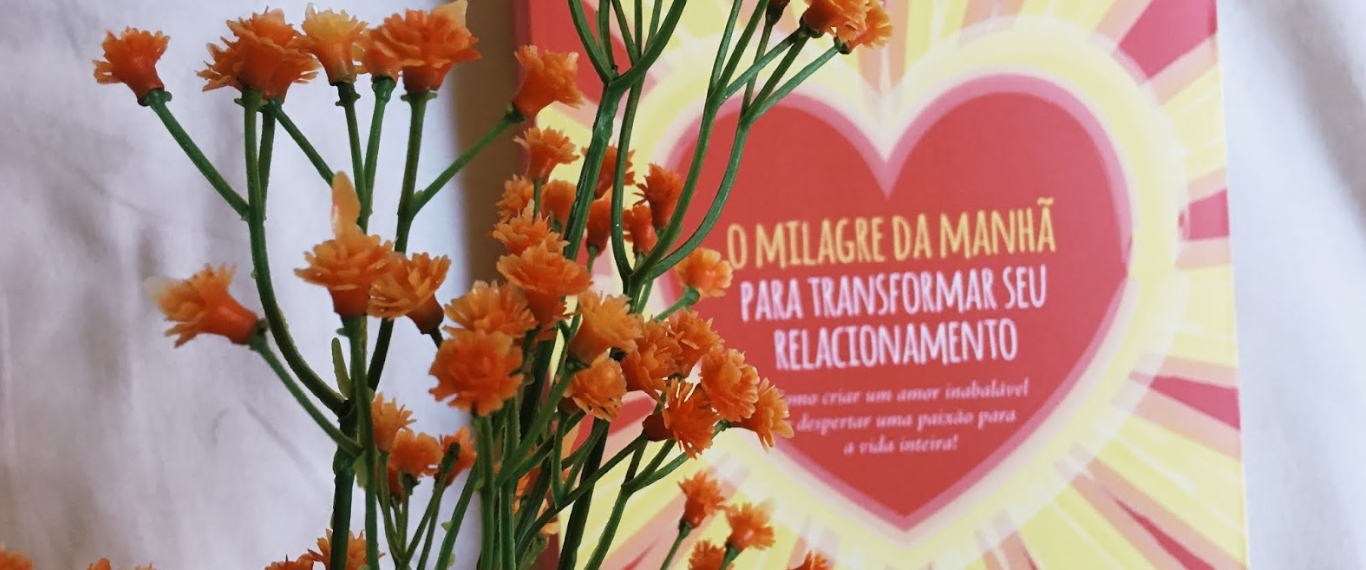 O MILAGRE DA MANHÃ
PARA TRANSFORMAR SEU
RELACIONAMENTO
omo criar um amor inabalável
despertar uma paixão para
a vida inteira!